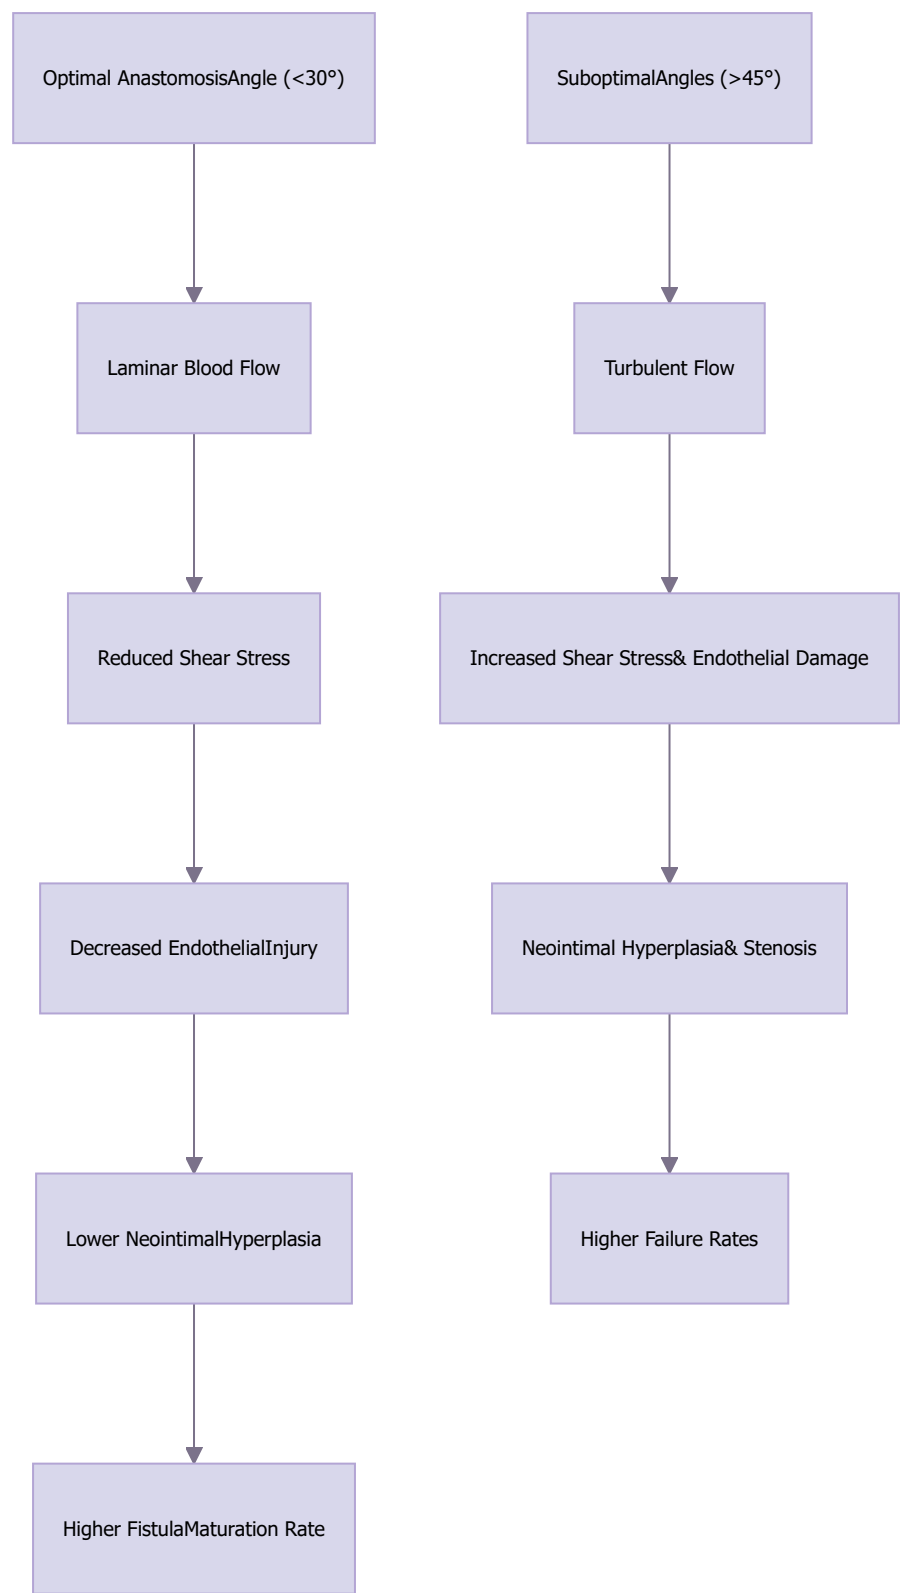 Optimal AnastomosisAngle (<30°)
Laminar Blood Flow
Reduced Shear Stress
Decreased EndothelialInjury
Lower NeointimalHyperplasia
Higher FistulaMaturation Rate
SuboptimalAngles (>45°)
Turbulent Flow
Increased Shear Stress& Endothelial Damage
Neointimal Hyperplasia& Stenosis
Higher Failure Rates